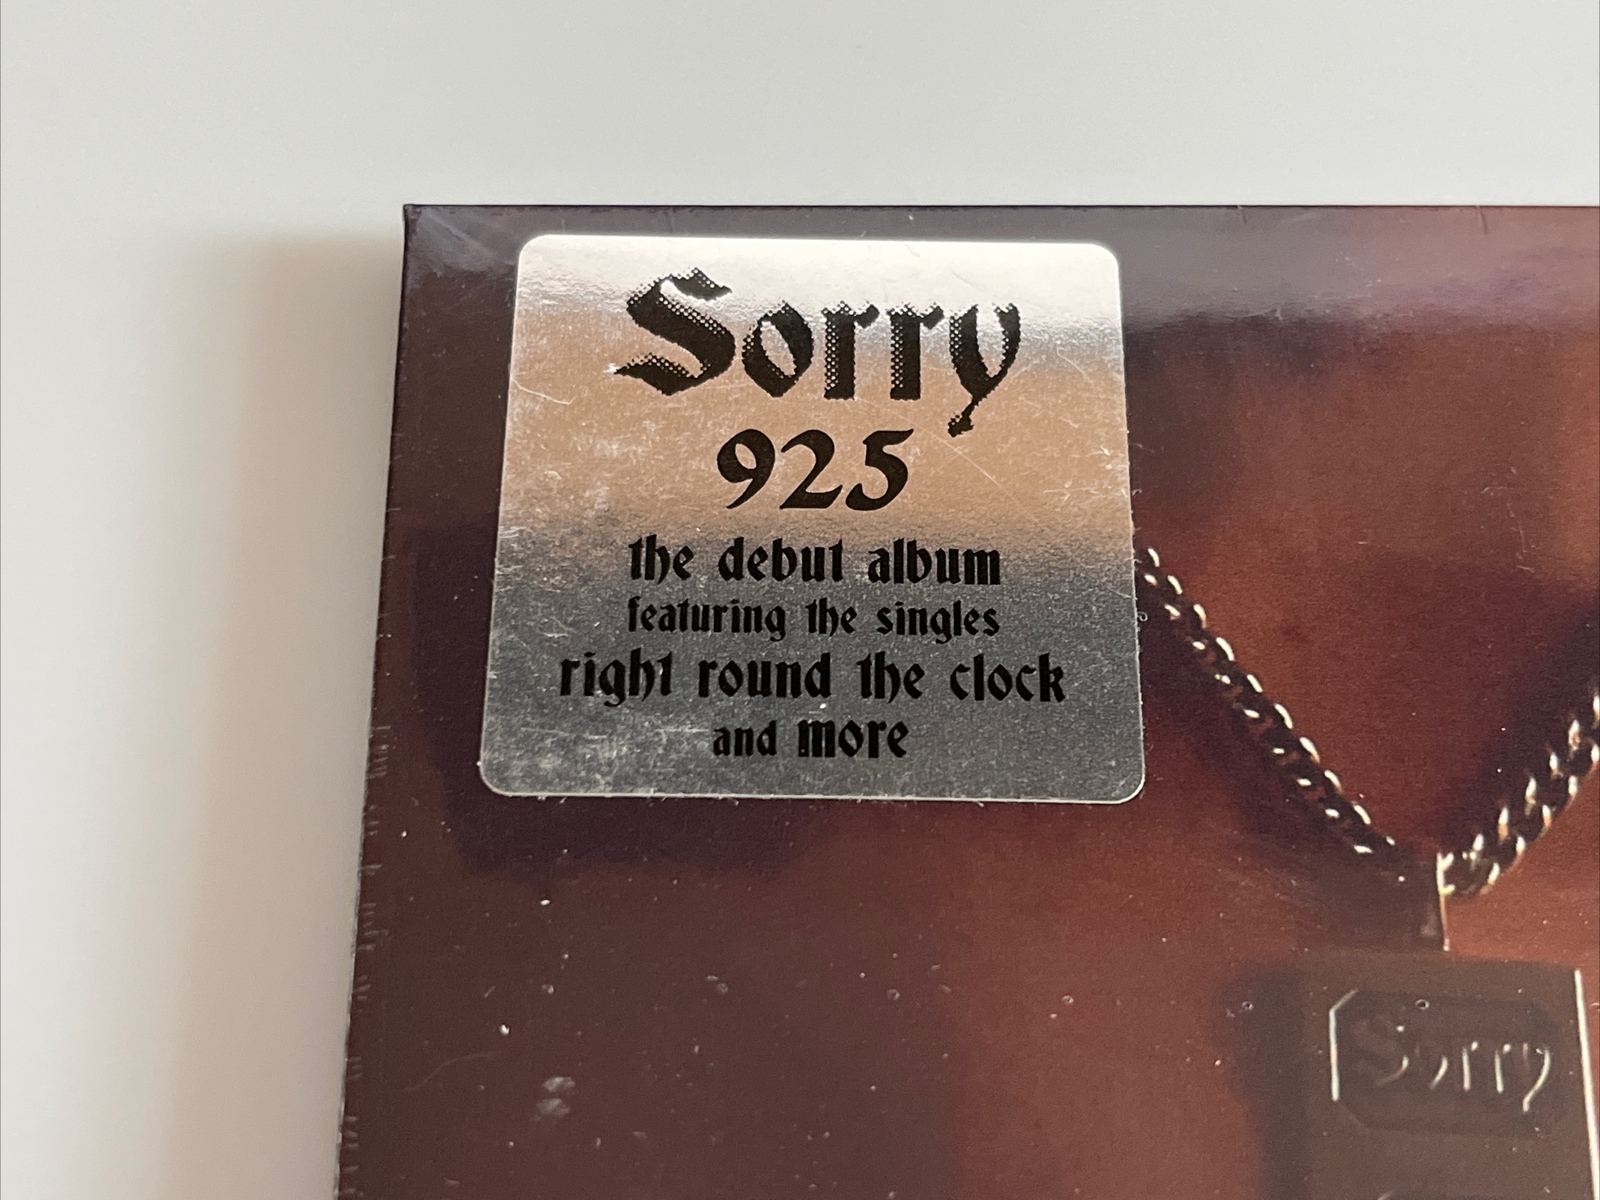 Sorry
925
the debut album
featuring the singles
right round the clock
and more
Sorry